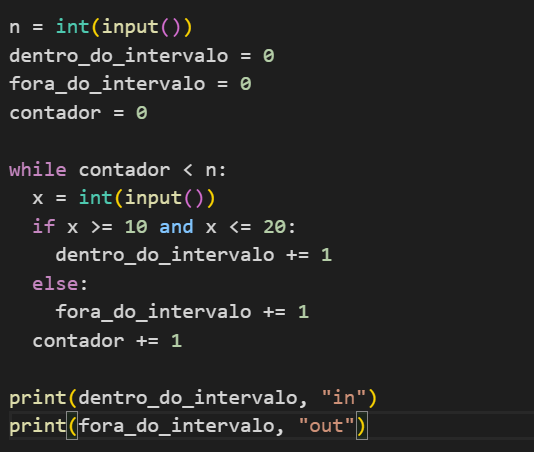 n = int(input())
dentro_do_intervalo = 0
fora_do_intervalo = 0
contador = 0

while contador < n:
  x = int(input())
  if x >= 10 and x <= 20:
    dentro_do_intervalo += 1
  else:
    fora_do_intervalo += 1
  contador += 1

print(dentro_do_intervalo, "in")
print(fora_do_intervalo, "out")